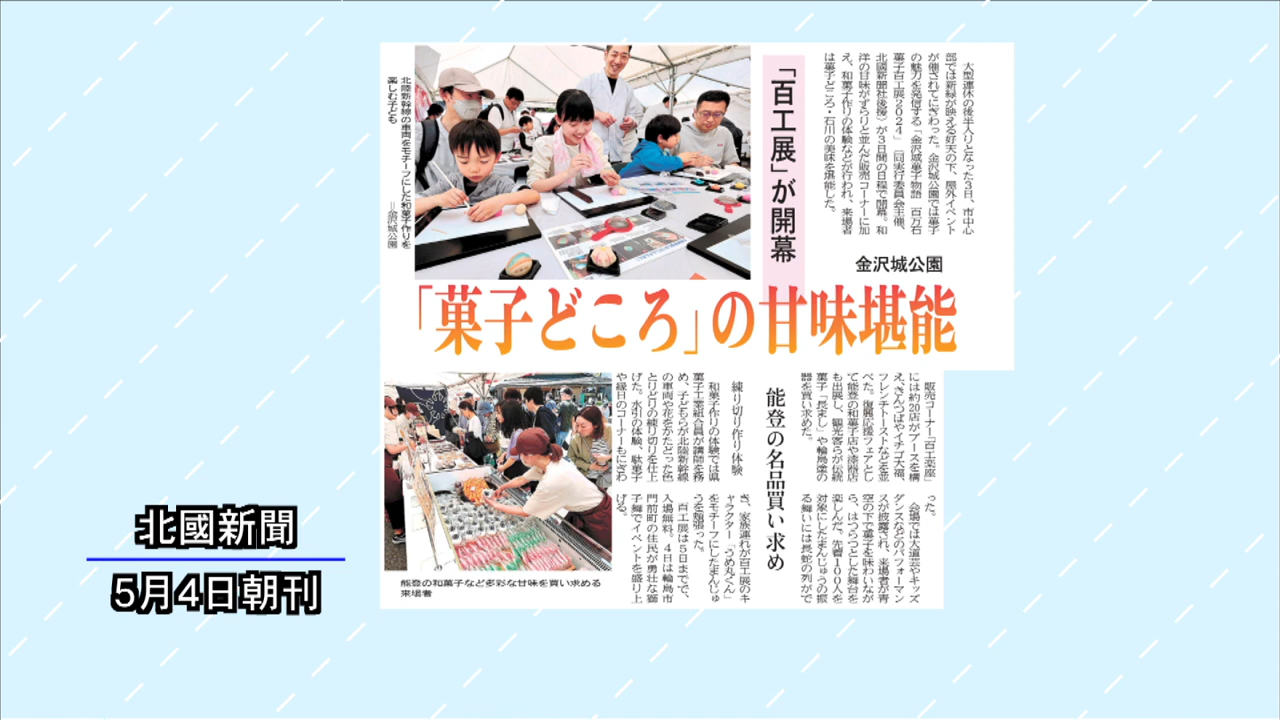 「百工展」が開幕
金沢城公園
「菓子どころ」の甘味堪能
大型連休の後半入りとなった3日、市中心
部では新緑が映える好天の下、屋外イベント
が催されてにぎわった。金沢城公園では菓子
の魅力を発信する「金沢城菓子物語 百万石
菓子百工展2024」(同実行委員会主催、
北國新聞社後援)が3日間の日程で開幕。和
洋の甘味がずらりと並んだ販売コーナーに加
え、和菓子作りの体験などが行われ、来場者
は菓子どころ・石川の美味を堪能した。
北陸新幹線の車両をモチーフにした和菓子作りを
楽しむ子ども
=金沢城公園
販売コーナー「百工楽座」
には約20店がブースを構
え、きんつばやイチゴ大福、
フレンチトーストなどを並
べた。復興応援フェアとし
て能登の和菓子店や漆器店
も出展し、観光客らが伝統
菓子「長まし」や輪島塗の
器を買い求めた。
能登の名品買い求め
練り切り作り体験
和菓子作りの体験では県
菓子工業組合員が講師を務
め、子どもらが北陸新幹線
の車両や花をかたどった色
とりどりの練り切りを仕上
げた。水引の体験、駄菓子
や縁日のコーナーもにぎわ
った。
会場では大道芸やキッズ
ダンスなどのパフォーマン
スが披露され、来場者が青
空の下で菓子を味わいなが
ら、はつらつとした舞台を
楽しんだ。先着100人を
対象にしたまんじゅうの振
る舞いには長蛇の列がで
き、家族連れが百工展のキ
ャラクター「うめ丸くん」
をモチーフにしたまんじゅ
うを頬張った。
百工展は5日までで、
入場無料。4日は輪島市
門前町の住民が勇壮な獅
子舞でイベントを盛り上
げる。
能登の和菓子など多彩な甘味を買い求める
来場者
北國新聞
5月4日朝刊